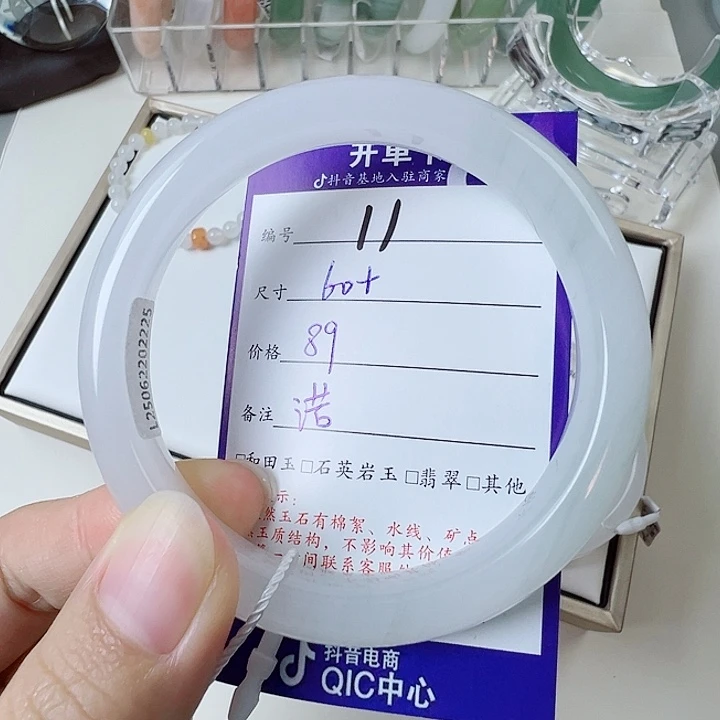 开单卡
抖音基地入驻商家
编号 11
尺寸 60+
价格 89
备注 诺
L25062202225
□和田玉□石英岩玉□翡翠□其他
示:
然玉石有棉絮、水线、矿点
玉质结构，不影响其价值
间联系客服
抖音电商
QIC中心